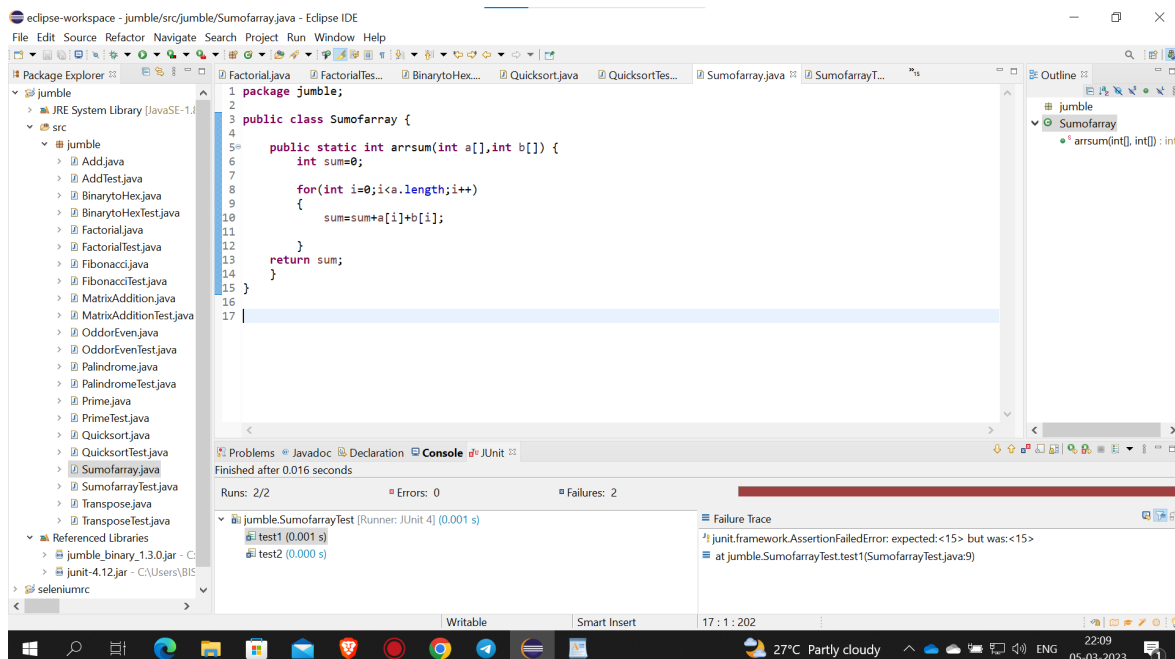 eclipse-workspace - jumble/src/jumble/Sumofarray.java - Eclipse IDE
File Edit Source Refactor Navigate Search Project Run Window Help
Package Explorer
jumble
JRE System Library [JavaSE-1.8
src
jumble
Add.java
AddTest.java
BinarytoHex.java
BinarytoHexTest.java
Factorial.java
FactorialTest.java
Fibonacci.java
FibonacciTest.java
MatrixAddition.java
MatrixAdditionTest.java
OddorEven.java
OddorEvenTest.java
Palindrome.java
PalindromeTest.java
Prime.java
PrimeTest.java
Quicksort.java
QuicksortTest.java
Sumofarray.java
SumofarrayTest.java
Transpose.java
TransposeTest.java
Referenced Libraries
jumble_binary_1.3.0.jar - C:
junit-4.12.jar - C:\Users\BIS
seleniumrc
Factorial.java FactorialTes... BinarytoHex.... Quicksort.java QuicksortTes... Sumofarray.java SumofarrayT... »15
1 package jumble;
2
3 public class Sumofarray {
4
5 public static int arrsum(int a[],int b[]) {
6 int sum=0;
7
8 for(int i=0;i<a.length;i++)
9 {
10 sum=sum+a[i]+b[i];
11
12 }
13 return sum;
14 }
15 }
16
17
Outline
jumble
Sumofarray
arrsum(int[], int[]) : int
Problems Javadoc Declaration Console JUnit
Finished after 0.016 seconds
Runs: 2/2 Errors: 0 Failures: 2
jumble.SumofarrayTest [Runner: JUnit 4] (0.001 s)
test1 (0.001 s)
test2 (0.000 s)
Failure Trace
junit.framework.AssertionFailedError: expected:<15> but was:<15>
at jumble.SumofarrayTest.test1(SumofarrayTest.java:9)
Writable Smart Insert 17 : 1 : 202
27°C Partly cloudy ENG 22:09
05-03-2023